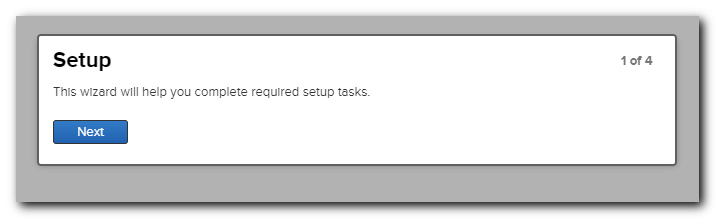 Setup
1 of 4
This wizard will help you complete required setup tasks.
Next